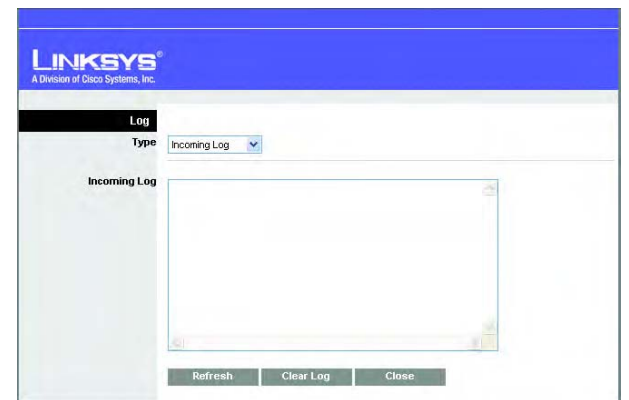 LINKSYS®
A Division of Cisco Systems, Inc.
Log
Type Incoming Log
Incoming Log
Refresh Clear Log Close